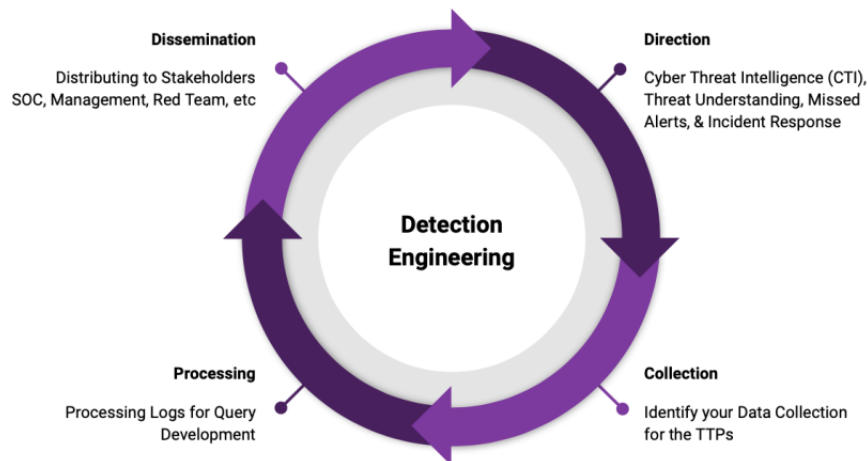 Dissemination
Distributing to Stakeholders
SOC, Management, Red Team, etc
Direction
Cyber Threat Intelligence (CTI),
Threat Understanding, Missed
Alerts, & Incident Response
Detection
Engineering
Processing
Processing Logs for Query
Development
Collection
Identify your Data Collection
for the TTPs